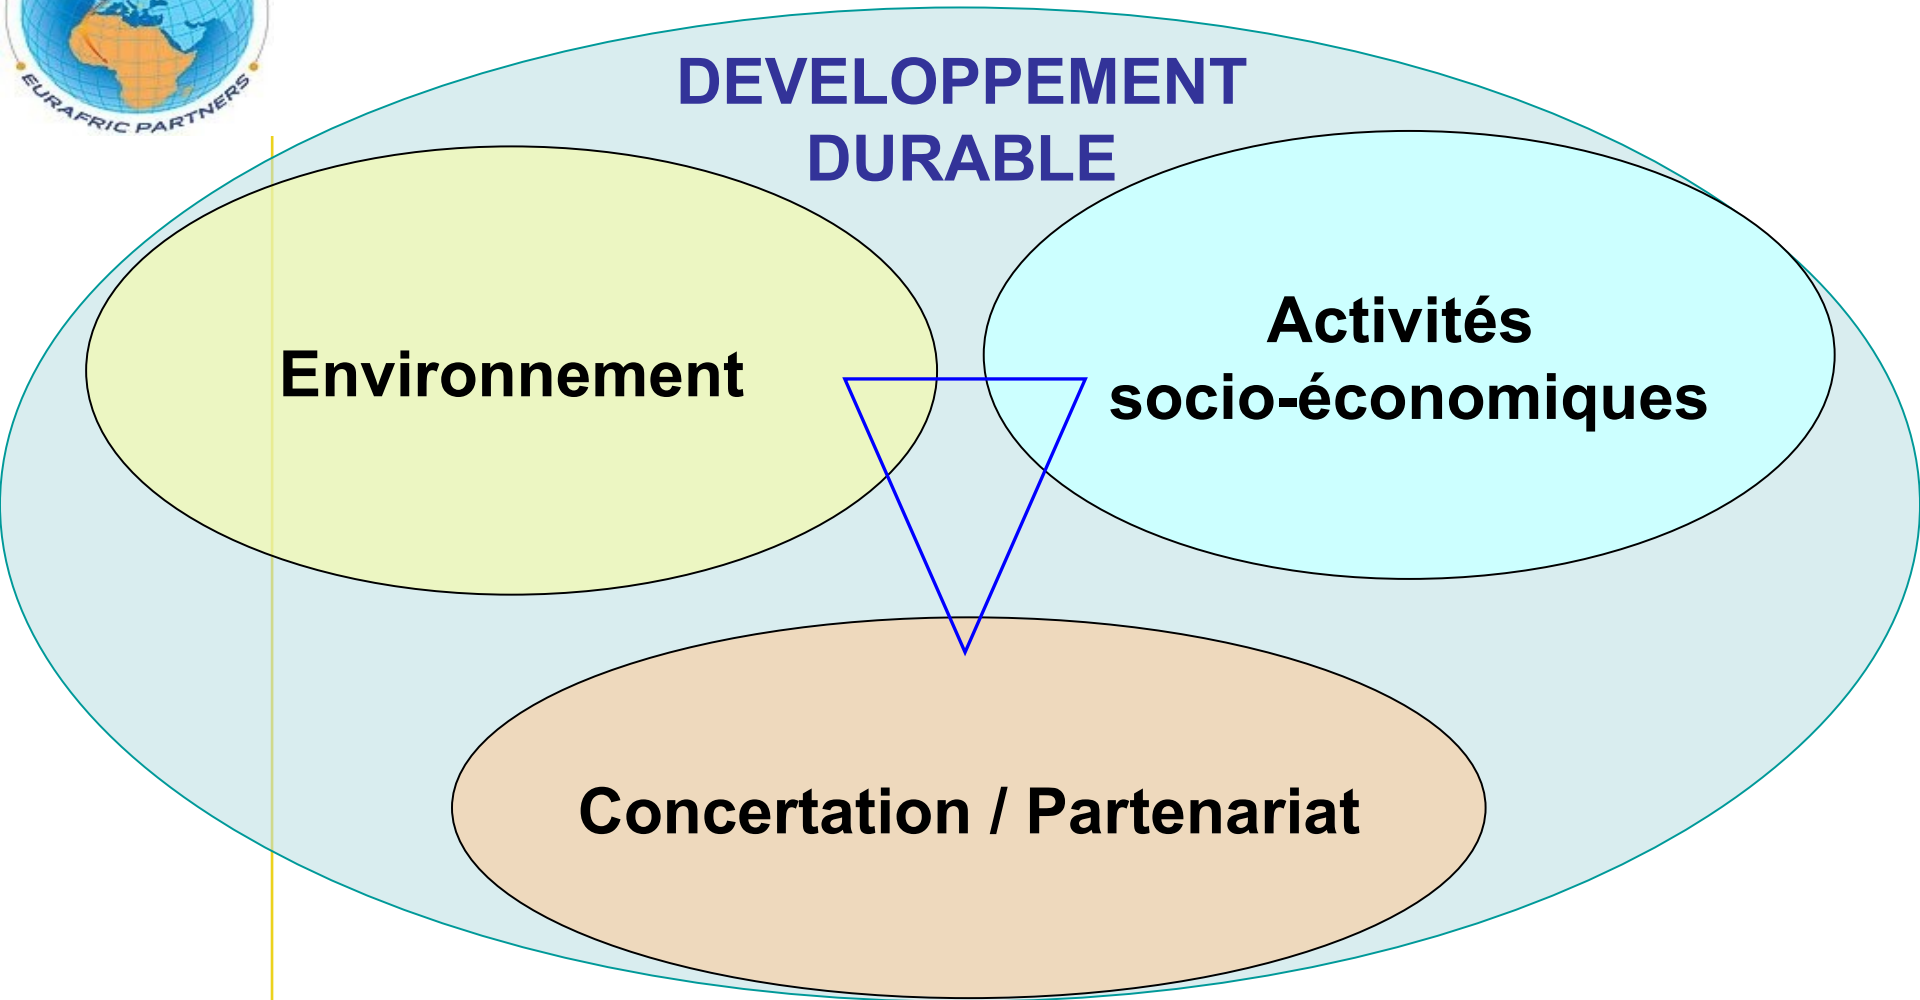 EURAFRIC PARTNERS
DEVELOPPEMENT
DURABLE
Environnement
Activités
socio-économiques
Concertation / Partenariat